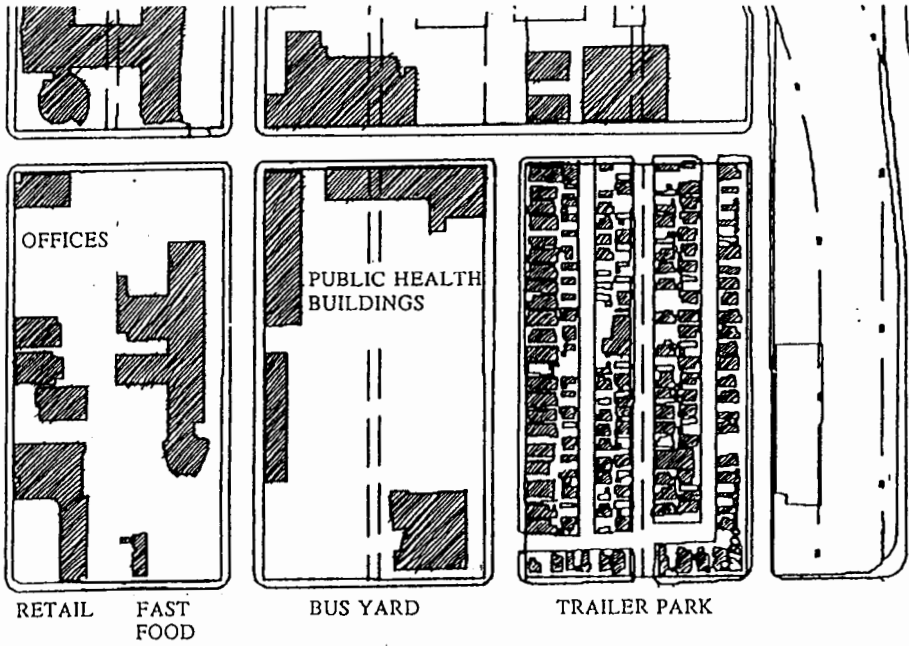 OFFICES
PUBLIC HEALTH
BUILDINGS
RETAIL
FAST
FOOD
BUS YARD
TRAILER PARK